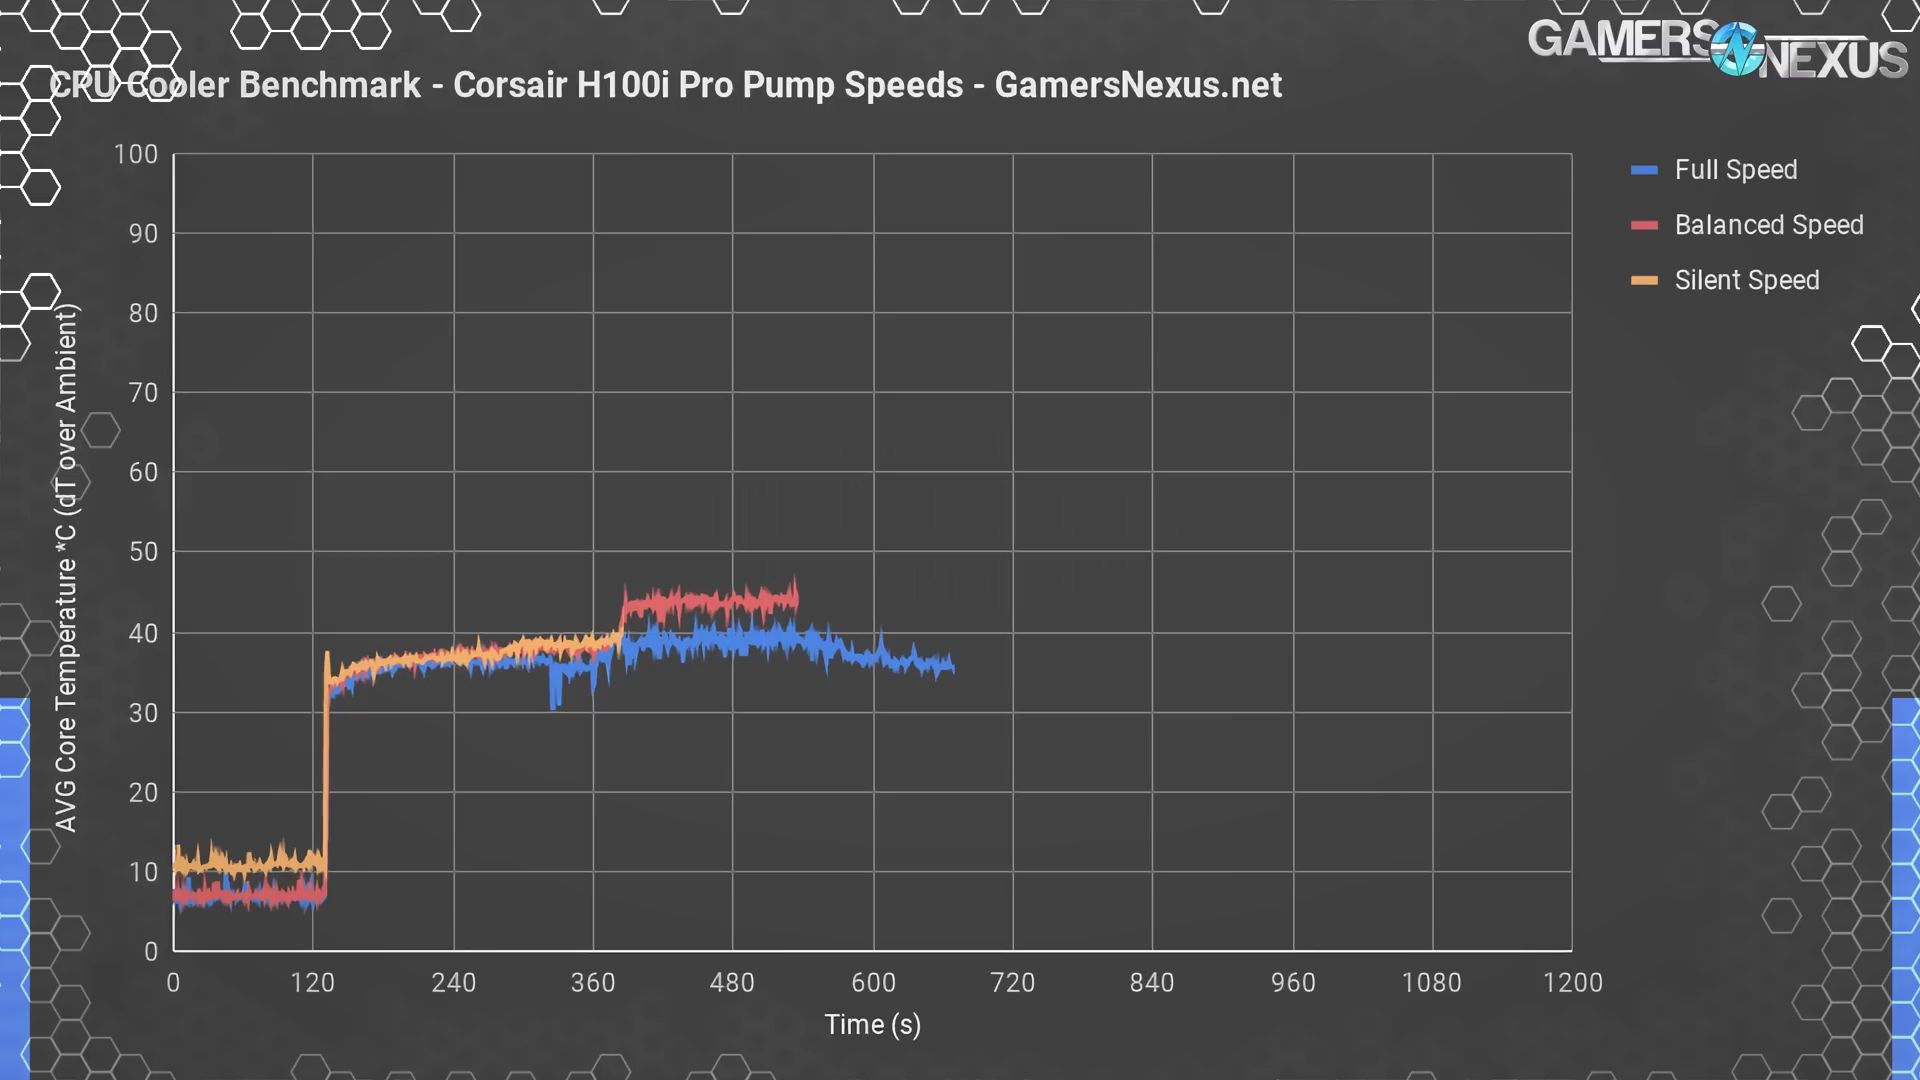 GAMERS NEXUS
CPU Cooler Benchmark - Corsair H100i Pro Pump Speeds - GamersNexus.net
Full Speed
Balanced Speed
Silent Speed
AVG Core Temperature *C (dT over Ambient)
100
90
80
70
60
50
40
30
20
10
0
0 120 240 360 480 600 720 840 960 1080 1200
Time (s)